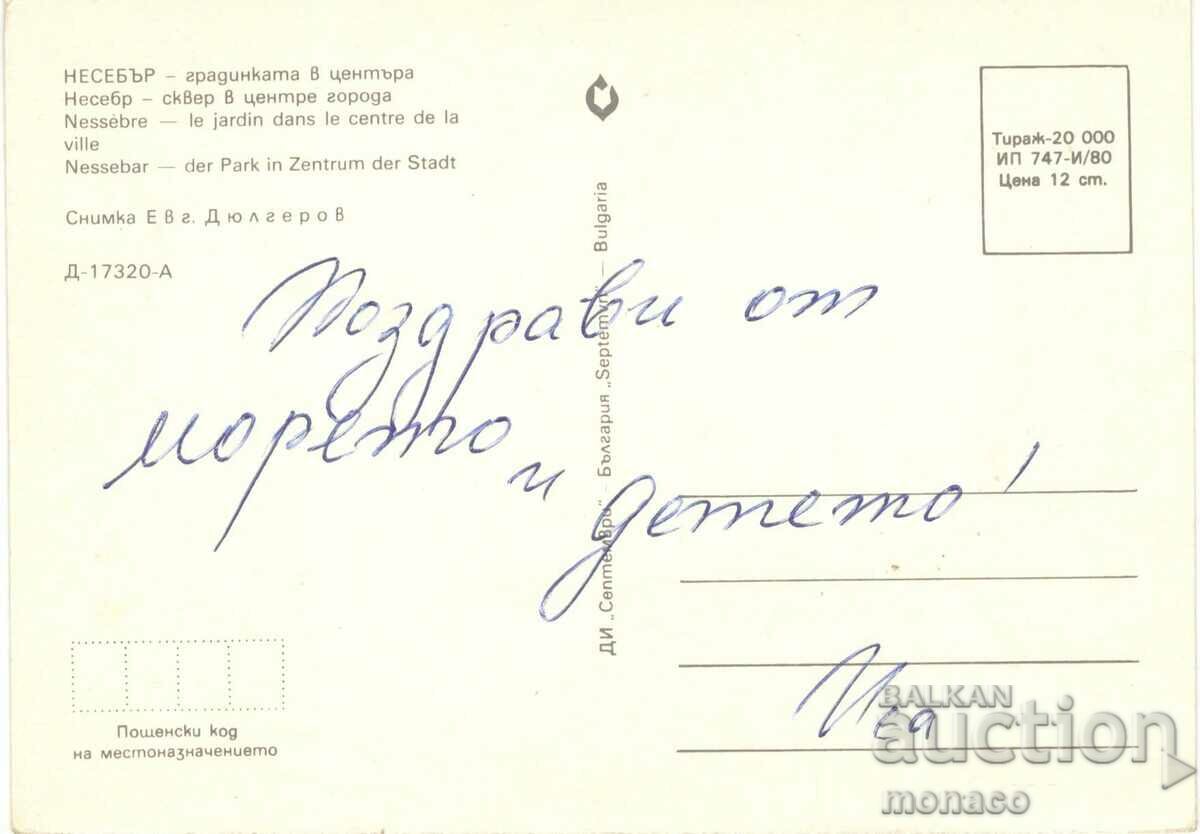 НЕСЕБЪР – градинката в центъра
Несебр – сквер в центре города
Nessèbre — le jardin dans le centre de la
ville
Nessebar — der Park in Zentrum der Stadt
Снимка Евг. Дюлгеров
Д-17320-А
Тираж-20 000
ИП 747-И/80
Цена 12 ст.
ДИ „Септември" – България „Septemvri" – Bulgaria
Поздрави от
морето
и детето!
Пощенски код
на местоназначението
BALKAN
auction
monaco